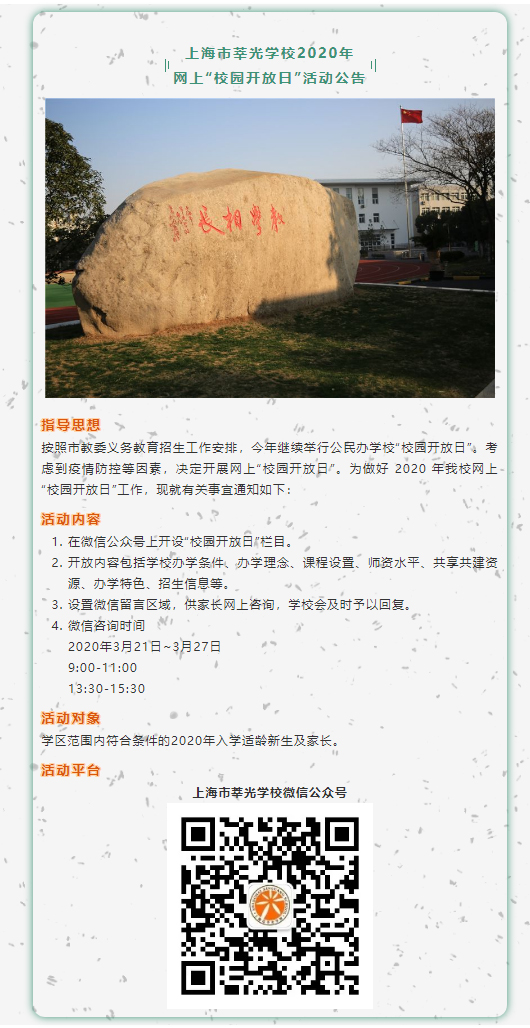 上海市莘光学校2020年
网上“校园开放日”活动公告
教学相长
指导思想
按照市教委义务教育招生工作安排，今年继续举行公民办学校“校园开放日”。考
虑到疫情防控等因素，决定开展网上“校园开放日”。为做好 2020 年我校网上
“校园开放日”工作，现就有关事宜通知如下：
活动内容
1. 在微信公众号上开设“校园开放日”栏目。
2. 开放内容包括学校办学条件、办学理念、课程设置、师资水平、共享共建资
源、办学特色、招生信息等。
3. 设置微信留言区域，供家长网上咨询，学校会及时予以回复。
4. 微信咨询时间
2020年3月21日~3月27日
9:00-11:00
13:30-15:30
活动对象
学区范围内符合条件的2020年入学适龄新生及家长。
活动平台
上海市莘光学校微信公众号